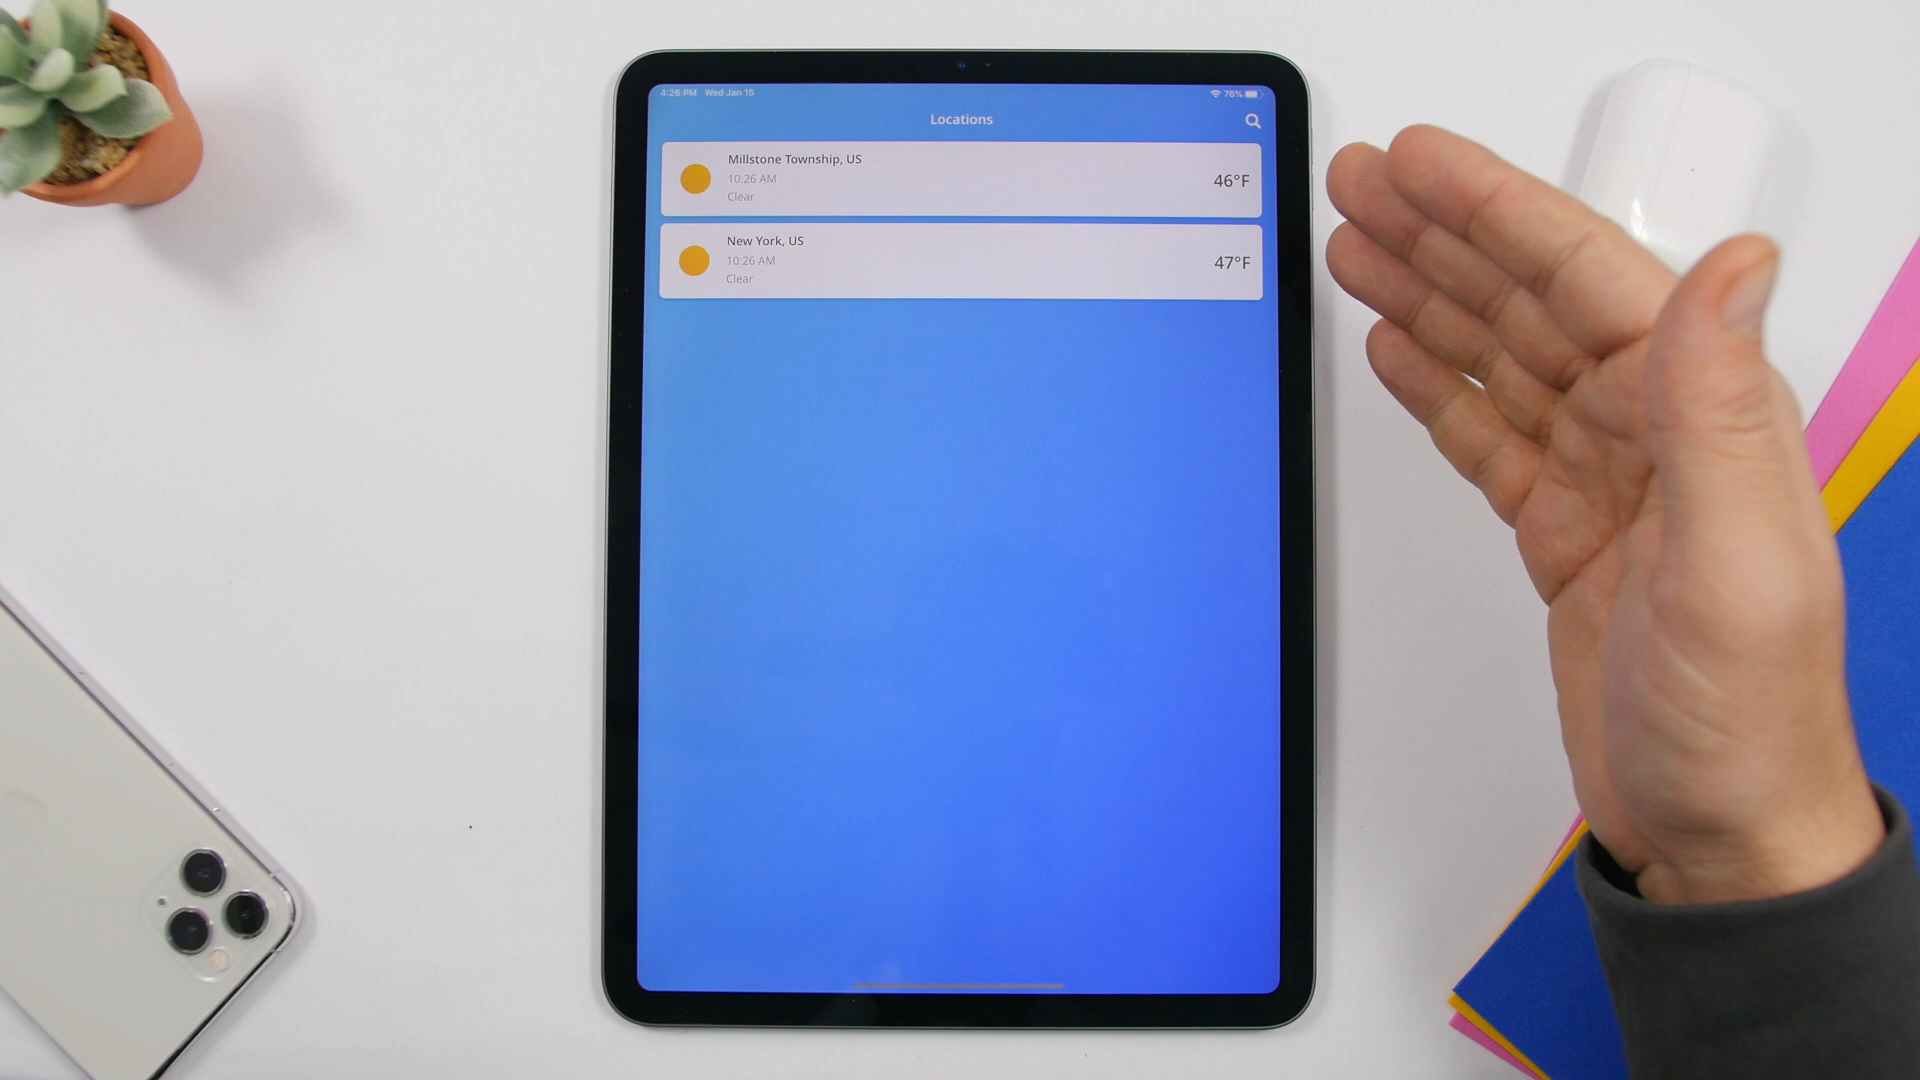 4:26 PM Wed Jan 15
76%
Locations
Millstone Township, US
10:26 AM
Clear
46°F
New York, US
10:26 AM
Clear
47°F